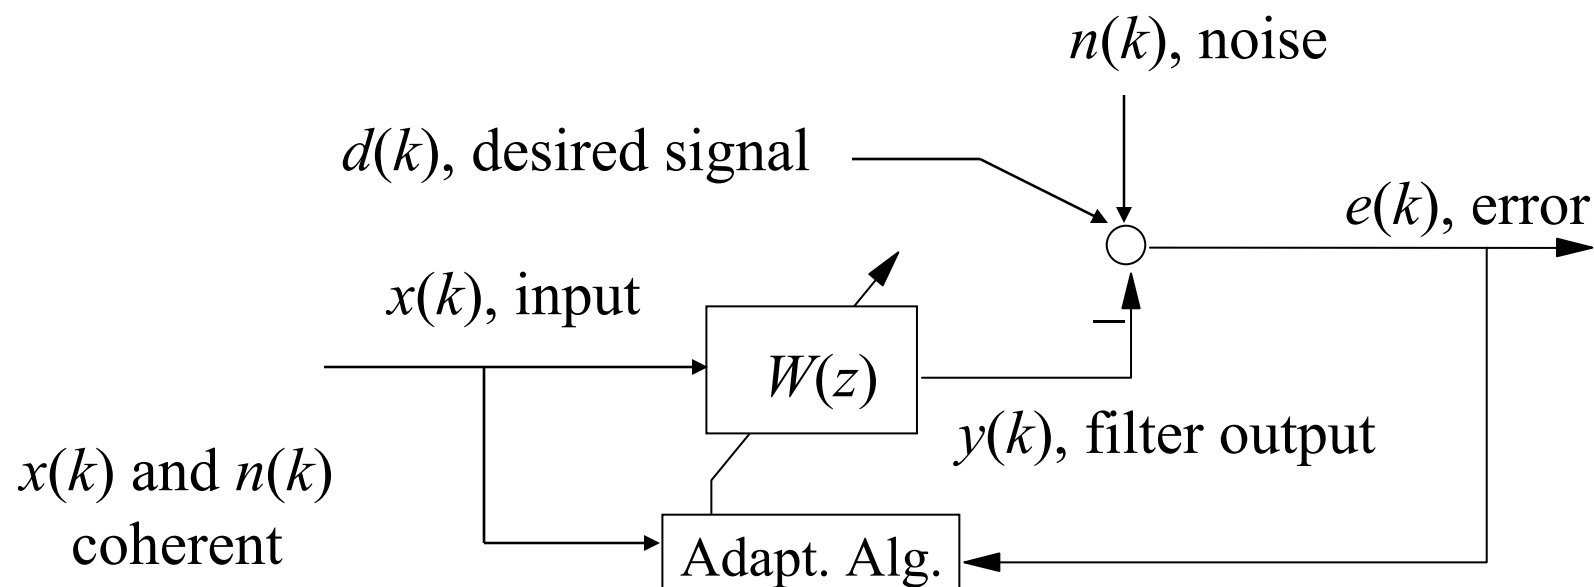 n(k), noise
d(k), desired signal
e(k), error
x(k), input
–
W(z)
y(k), filter output
x(k) and n(k)
coherent
Adapt. Alg.